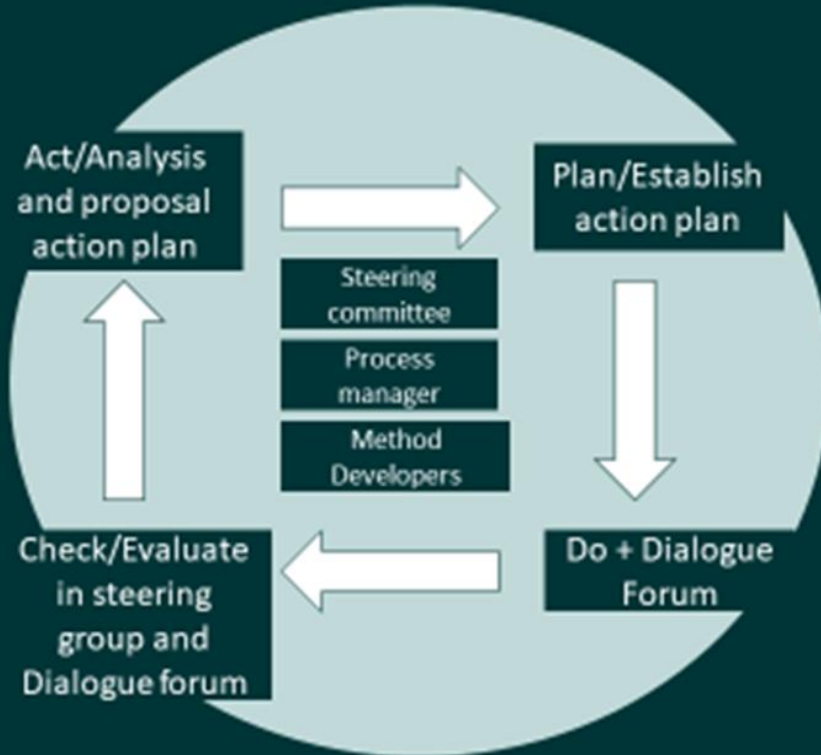 Act/Analysis
and proposal
action plan
Plan/Establish
action plan
Steering
committee
Process
manager
Method
Developers
Check/Evaluate
in steering
group and
Dialogue forum
Do + Dialogue
Forum